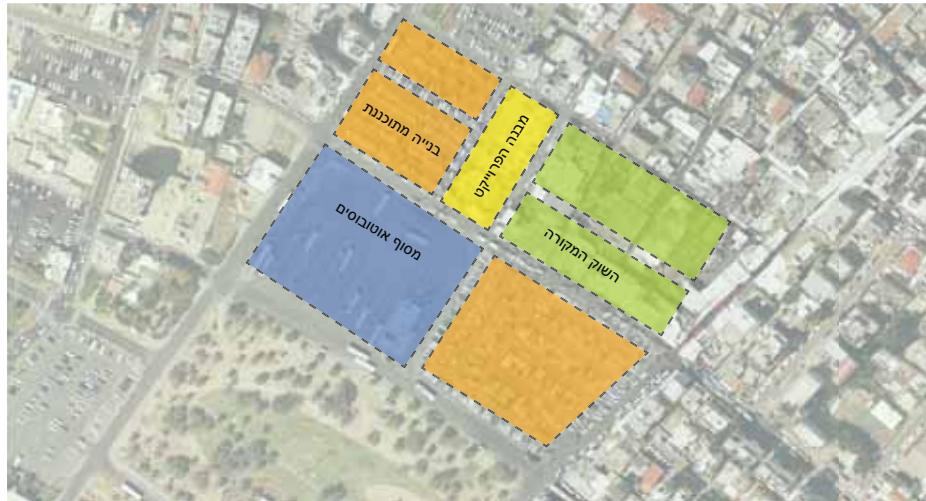 בנייה מתוכננת
מבנה הפרוייקט
השוק המקורה
מסוף אוטובוסים